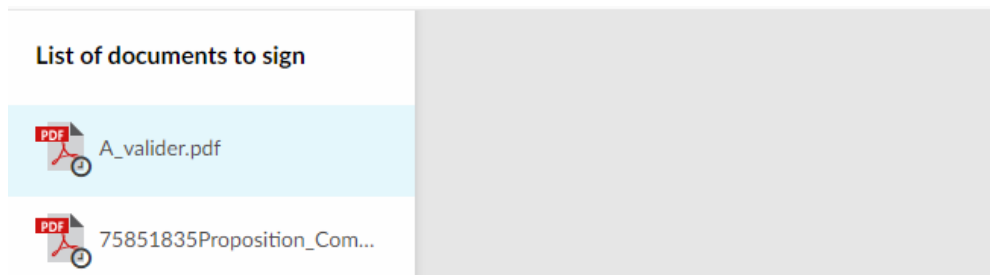 List of documents to sign
PDF
A_valider.pdf
PDF
75851835Proposition_Com...